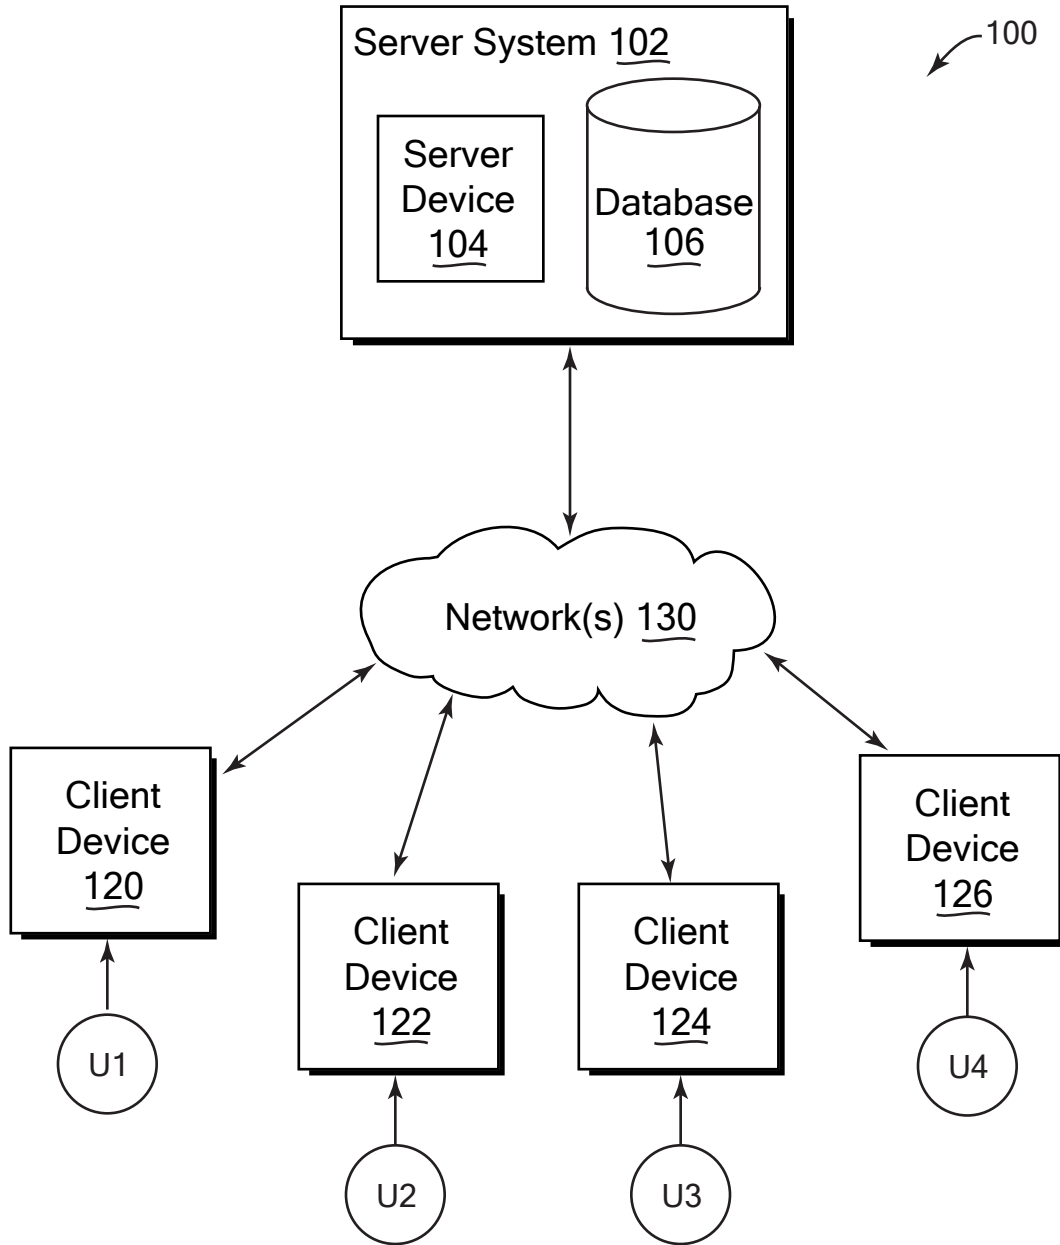 100
Server System 102
Server
Device
104
Database
106
Network(s) 130
Client
Device
120
Client
Device
122
Client
Device
124
Client
Device
126
U1
U2
U3
U4